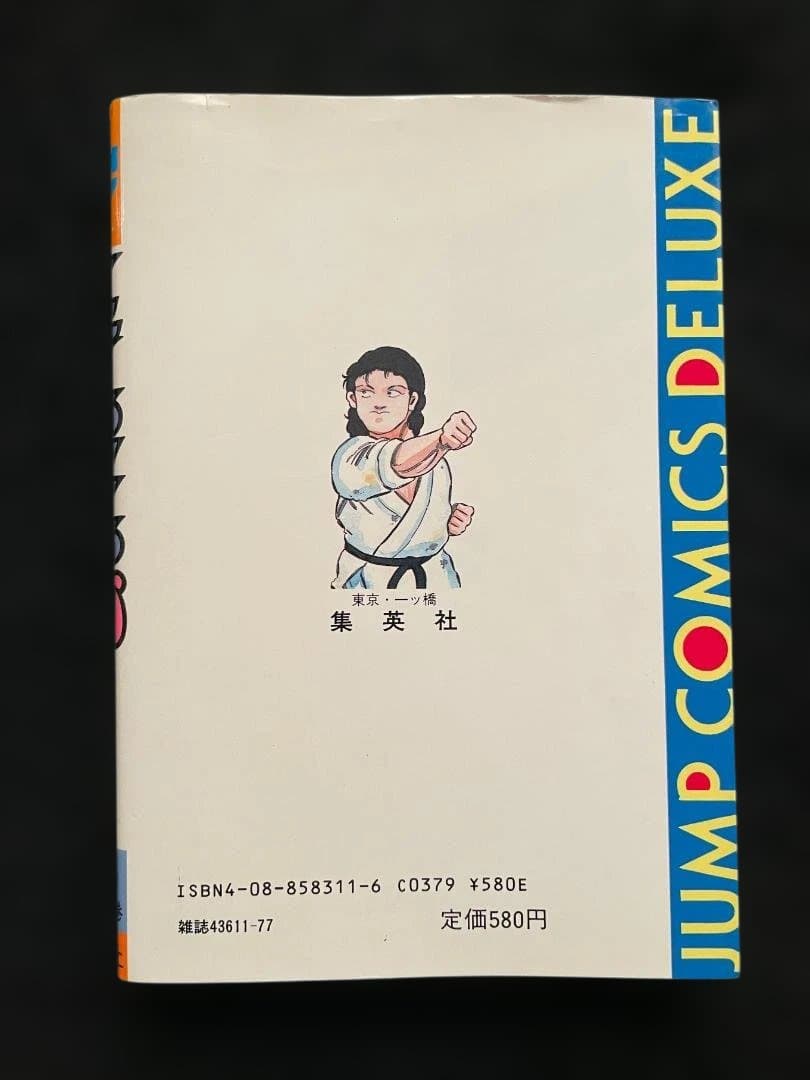 東京・一ッ橋
集 英 社
ISBN4-08-858311-6 C0379 ¥580E
雑誌43611-77
定価580円
JUMP COMICS DELUXE